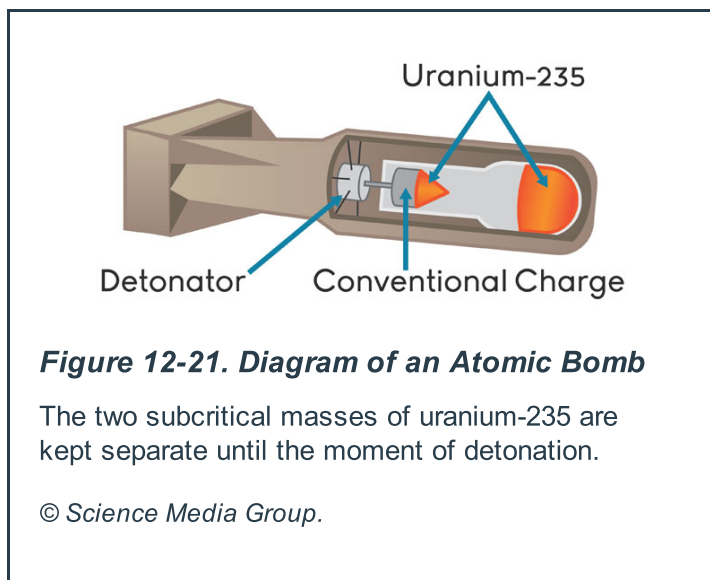 Uranium-235
Detonator
Conventional Charge
Figure 12-21. Diagram of an Atomic Bomb
The two subcritical masses of uranium-235 are
kept separate until the moment of detonation.
© Science Media Group.